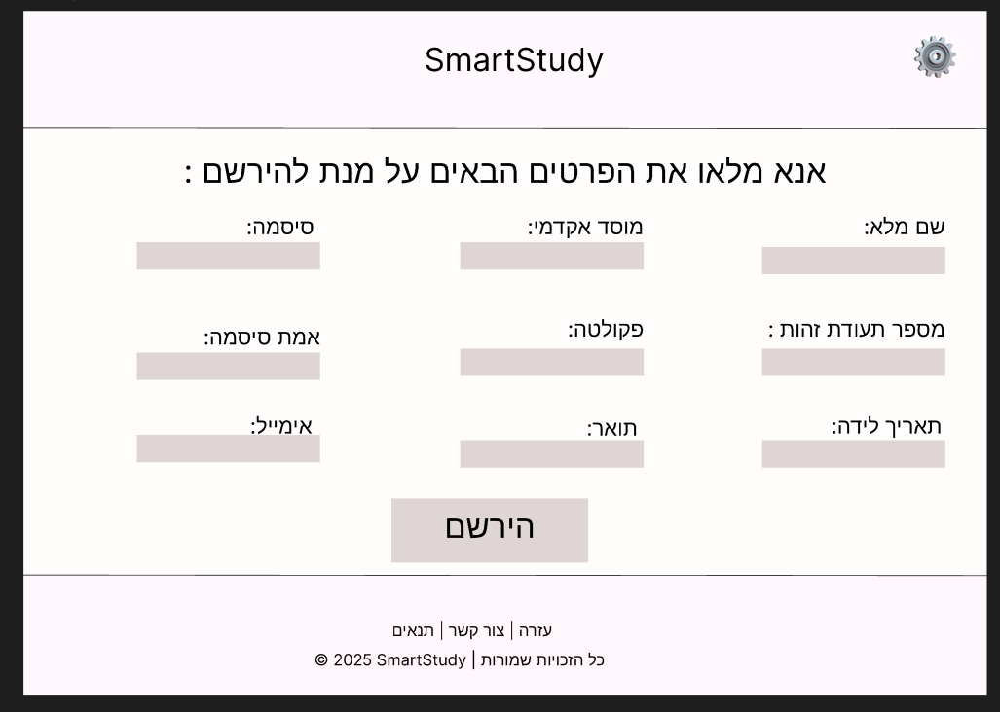 SmartStudy
אנא מלאו את הפרטים הבאים על מנת להירשם :
שם מלא:
מוסד אקדמי:
סיסמה:
מספר תעודת זהות :
פקולטה:
אמת סיסמה:
תאריך לידה:
תואר:
אימייל:
הירשם
עזרה | צור קשר | תנאים
כל הזכויות שמורות | SmartStudy 2025 ©